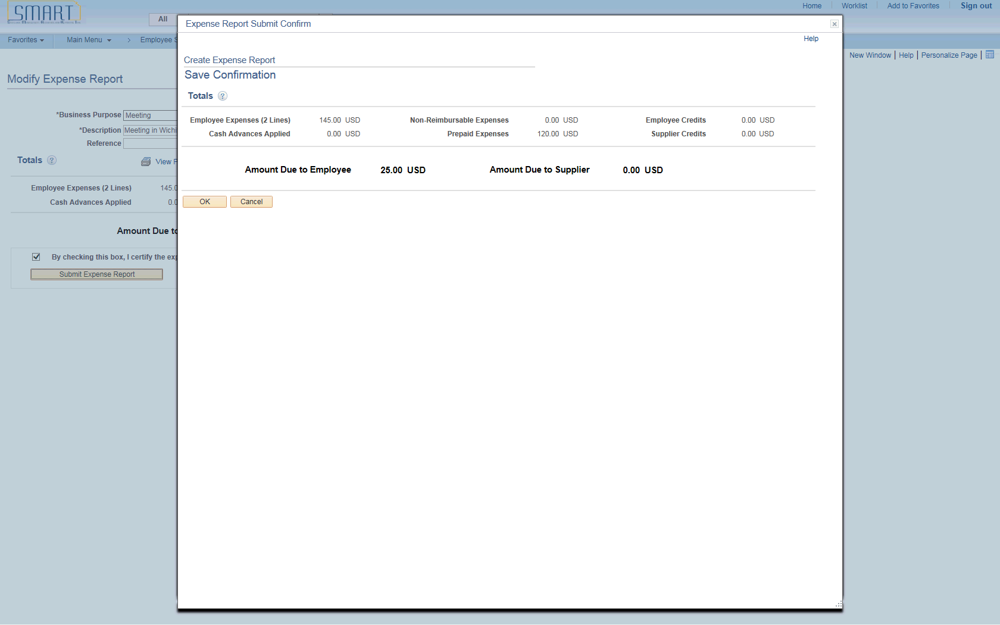 SMART
Home
Worklist
Add to Favorites
Sign out
All
Favorites
Main Menu
Employee S
New Window
Help
Personalize Page
Modify Expense Report
*Business Purpose
Meeting
*Description
Meeting in Wichi
Reference
Totals ?
View P
Employee Expenses (2 Lines) 145.0
Cash Advances Applied 0.0
Amount Due to
By checking this box, I certify the exp
Submit Expense Report
Expense Report Submit Confirm
Help
Create Expense Report
Save Confirmation
Totals ?
Employee Expenses (2 Lines) 145.00 USD Non-Reimbursable Expenses 0.00 USD Employee Credits 0.00 USD
Cash Advances Applied 0.00 USD Prepaid Expenses 120.00 USD Supplier Credits 0.00 USD
Amount Due to Employee 25.00 USD Amount Due to Supplier 0.00 USD
OK Cancel